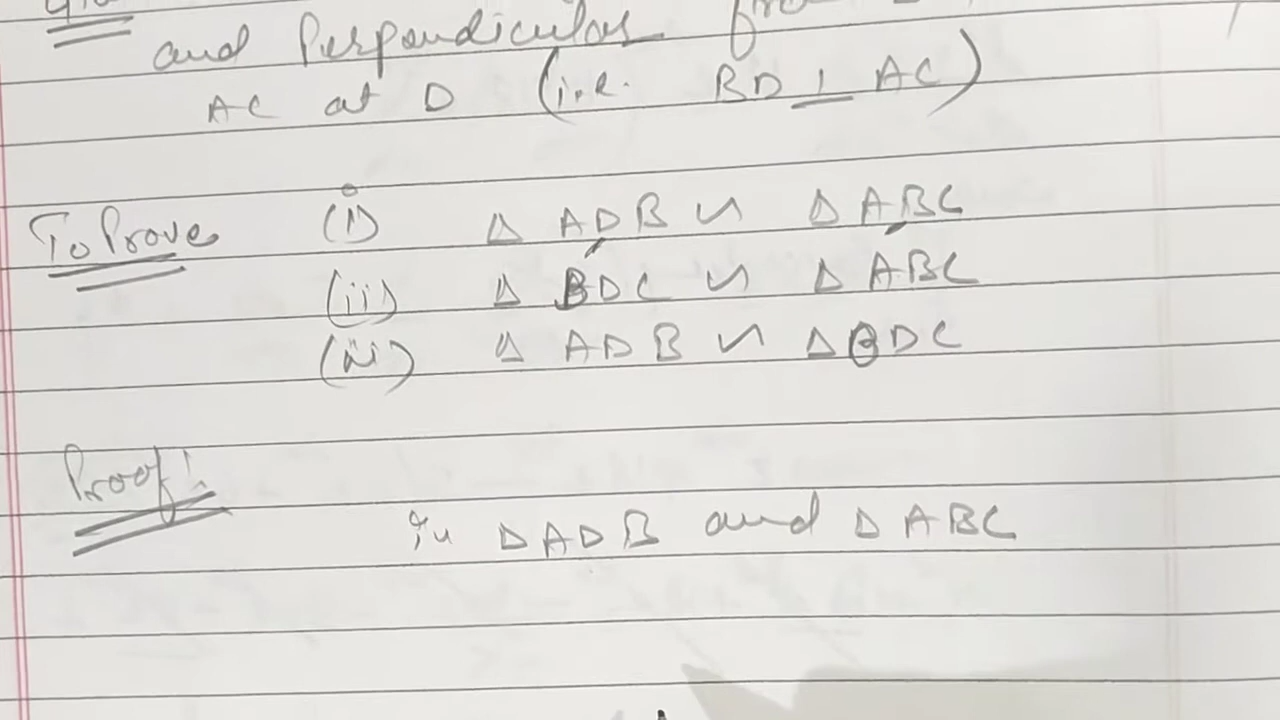 and Perpendicular
AC at D (i.e. BD ⊥ AC)
To Prove (i) Δ ADB ∽ Δ ABC
(ii) Δ BDC ∽ Δ ABC
(iii) Δ ADB ∽ Δ BDC
Proof:
in Δ ADB and Δ ABC